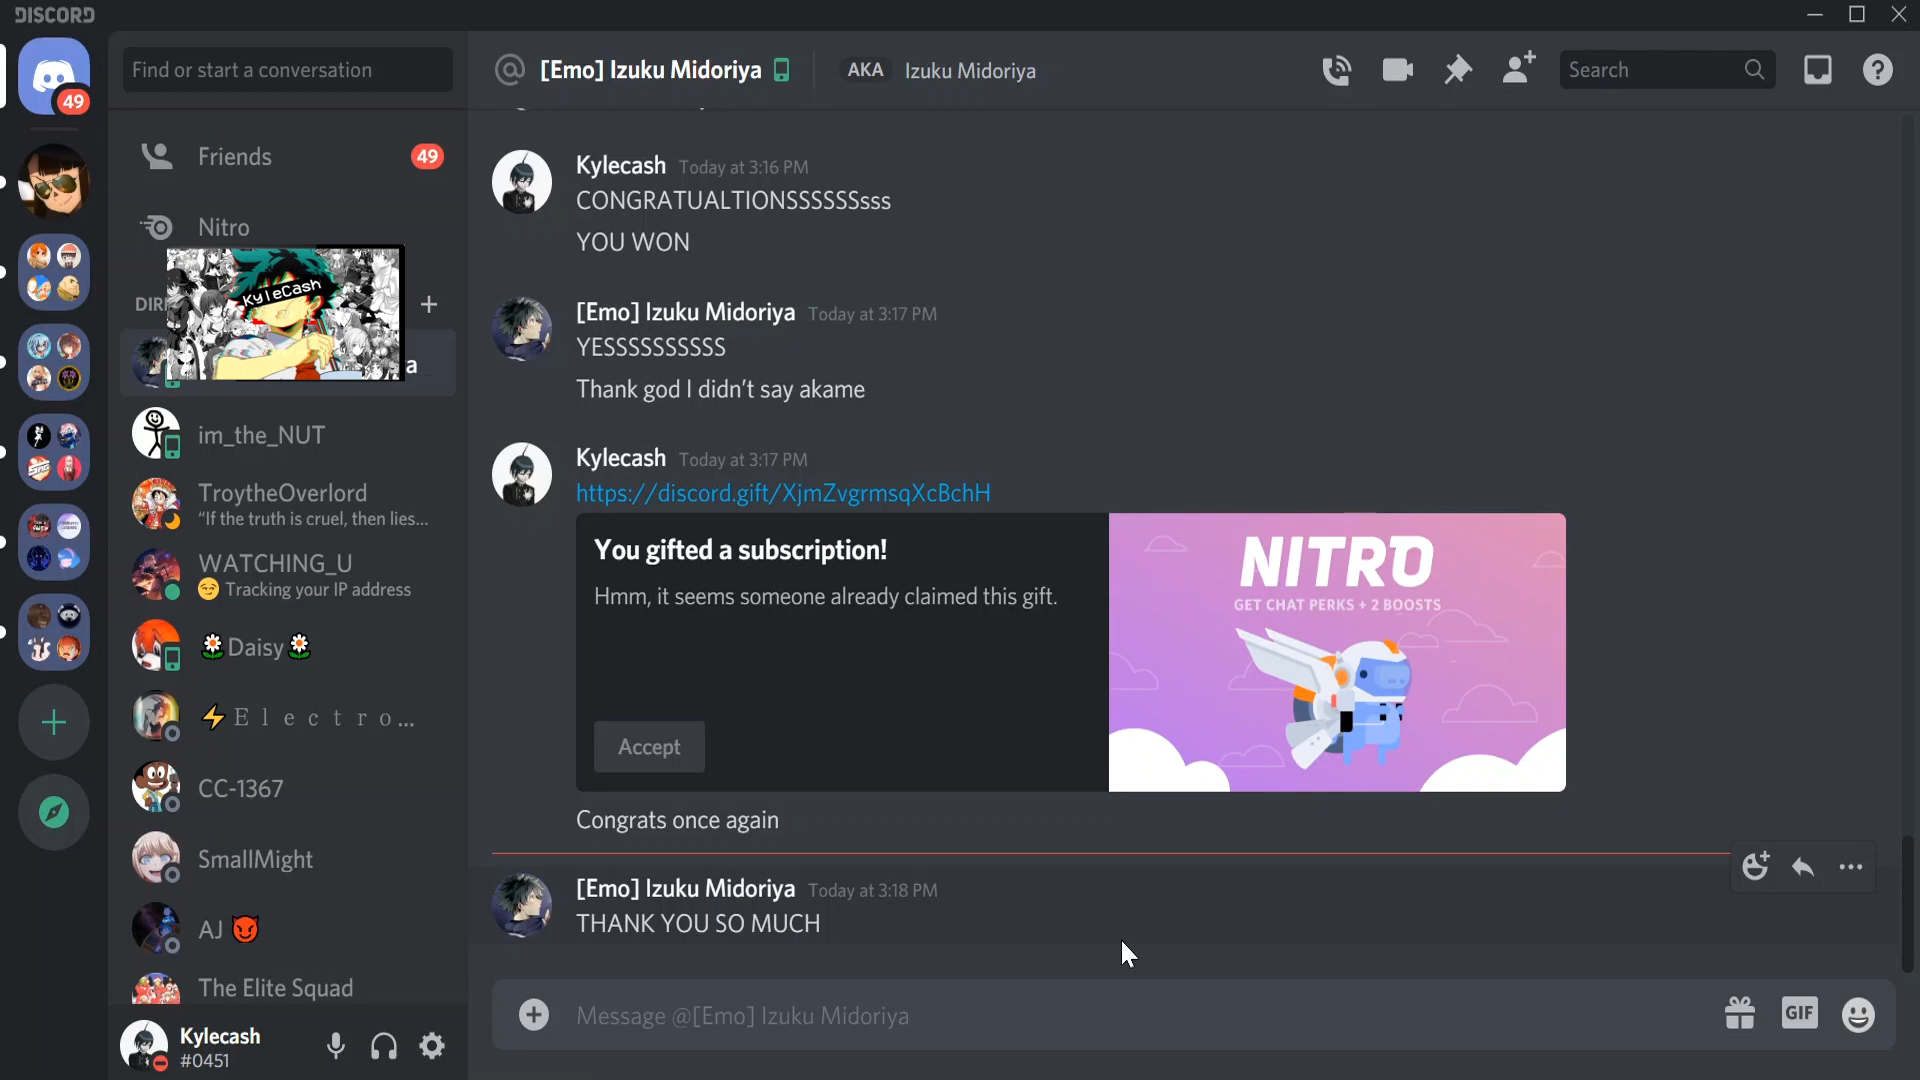 DISCORD
49
Find or start a conversation
Friends
49
Nitro
KyleCash
DIR
a
im_the_NUT
TroytheOverlord
“If the truth is cruel, then lies...
WATCHING_U
😏 Tracking your IP address
🌼Daisy🌼
⚡E l e c t r o...
CC-1367
SmallMight
AJ 😈
The Elite Squad
Kylecash
#0451
[Emo] Izuku Midoriya
AKA Izuku Midoriya
Search
Kylecash Today at 3:16 PM
CONGRATUALTIONSSSSSSsss
YOU WON
[Emo] Izuku Midoriya Today at 3:17 PM
YESSSSSSSSSS
Thank god I didn't say akame
Kylecash Today at 3:17 PM
https://discord.gift/XjmZvgrmsqXcBchH
You gifted a subscription!
Hmm, it seems someone already claimed this gift.
Accept
NITRO
GET CHAT PERKS + 2 BOOSTS
Congrats once again
[Emo] Izuku Midoriya Today at 3:18 PM
THANK YOU SO MUCH
Message @[Emo] Izuku Midoriya
GIF